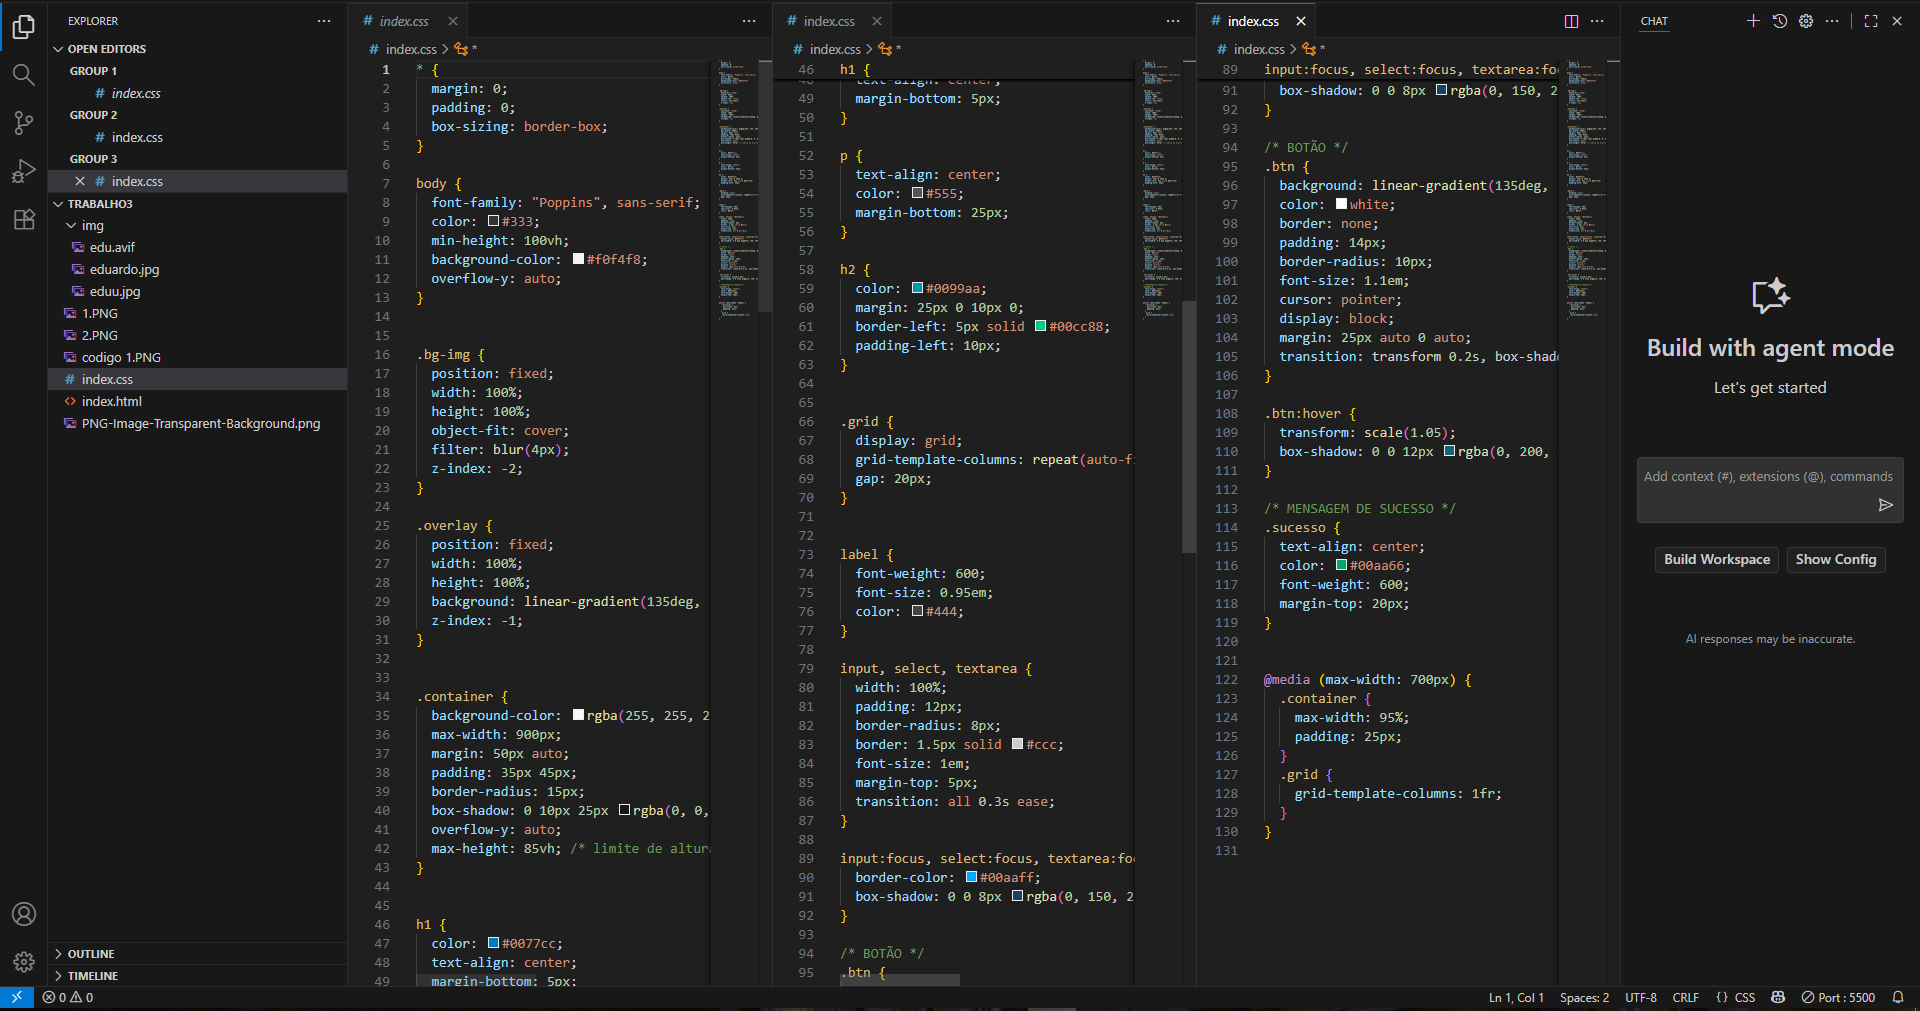 EXPLORER
OPEN EDITORS
GROUP 1
# index.css
GROUP 2
# index.css
GROUP 3
# index.css
TRABALHO3
img
edu.avif
eduardo.jpg
eduu.jpg
1.PNG
2.PNG
codigo 1.PNG
# index.css
<> index.html
PNG-Image-Transparent-Background.png
OUTLINE
TIMELINE
# index.css
# index.css > *
1 * {
2 margin: 0;
3 padding: 0;
4 box-sizing: border-box;
5 }
6
7 body {
8 font-family: "Poppins", sans-serif;
9 color: #333;
10 min-height: 100vh;
11 background-color: #f0f4f8;
12 overflow-y: auto;
13 }
14
15
16 .bg-img {
17 position: fixed;
18 width: 100%;
19 height: 100%;
20 object-fit: cover;
21 filter: blur(4px);
22 z-index: -2;
23 }
24
25 .overlay {
26 position: fixed;
27 width: 100%;
28 height: 100%;
29 background: linear-gradient(135deg,
30 z-index: -1;
31 }
32
33
34 .container {
35 background-color: rgba(255, 255, 2
36 max-width: 900px;
37 margin: 50px auto;
38 padding: 35px 45px;
39 border-radius: 15px;
40 box-shadow: 0 10px 25px rgba(0, 0,
41 overflow-y: auto;
42 max-height: 85vh; /* limite de altura
43 }
44
45
46 h1 {
47 color: #0077cc;
48 text-align: center;
49 margin-bottom: 5px;
# index.css
# index.css > *
46 h1 {
48 text-align: center;
49 margin-bottom: 5px;
50 }
51
52 p {
53 text-align: center;
54 color: #555;
55 margin-bottom: 25px;
56 }
57
58 h2 {
59 color: #0099aa;
60 margin: 25px 0 10px 0;
61 border-left: 5px solid #00cc88;
62 padding-left: 10px;
63 }
64
65
66 .grid {
67 display: grid;
68 grid-template-columns: repeat(auto-fi
69 gap: 20px;
70 }
71
72
73 label {
74 font-weight: 600;
75 font-size: 0.95em;
76 color: #444;
77 }
78
79 input, select, textarea {
80 width: 100%;
81 padding: 12px;
82 border-radius: 8px;
83 border: 1.5px solid #ccc;
84 font-size: 1em;
85 margin-top: 5px;
86 transition: all 0.3s ease;
87 }
88
89 input:focus, select:focus, textarea:foc
90 border-color: #00aaff;
91 box-shadow: 0 0 8px rgba(0, 150, 2
92 }
93
94 /* BOTÃO */
95 .btn {
# index.css
# index.css > *
89 input:focus, select:focus, textarea:foc
91 box-shadow: 0 0 8px rgba(0, 150, 2
92 }
93
94 /* BOTÃO */
95 .btn {
96 background: linear-gradient(135deg,
97 color: white;
98 border: none;
99 padding: 14px;
100 border-radius: 10px;
101 font-size: 1.1em;
102 cursor: pointer;
103 display: block;
104 margin: 25px auto 0 auto;
105 transition: transform 0.2s, box-shado
106 }
107
108 .btn:hover {
109 transform: scale(1.05);
110 box-shadow: 0 0 12px rgba(0, 200,
111 }
112
113 /* MENSAGEM DE SUCESSO */
114 .sucesso {
115 text-align: center;
116 color: #00aa66;
117 font-weight: 600;
118 margin-top: 20px;
119 }
120
121
122 @media (max-width: 700px) {
123 .container {
124 max-width: 95%;
125 padding: 25px;
126 }
127 .grid {
128 grid-template-columns: 1fr;
129 }
130 }
131
CHAT
Build with agent mode
Let's get started
Add context (#), extensions (@), commands
Build Workspace
Show Config
AI responses may be inaccurate.
0 0
Ln 1, Col 1
Spaces: 2
UTF-8
CRLF
{} CSS
Port : 5500